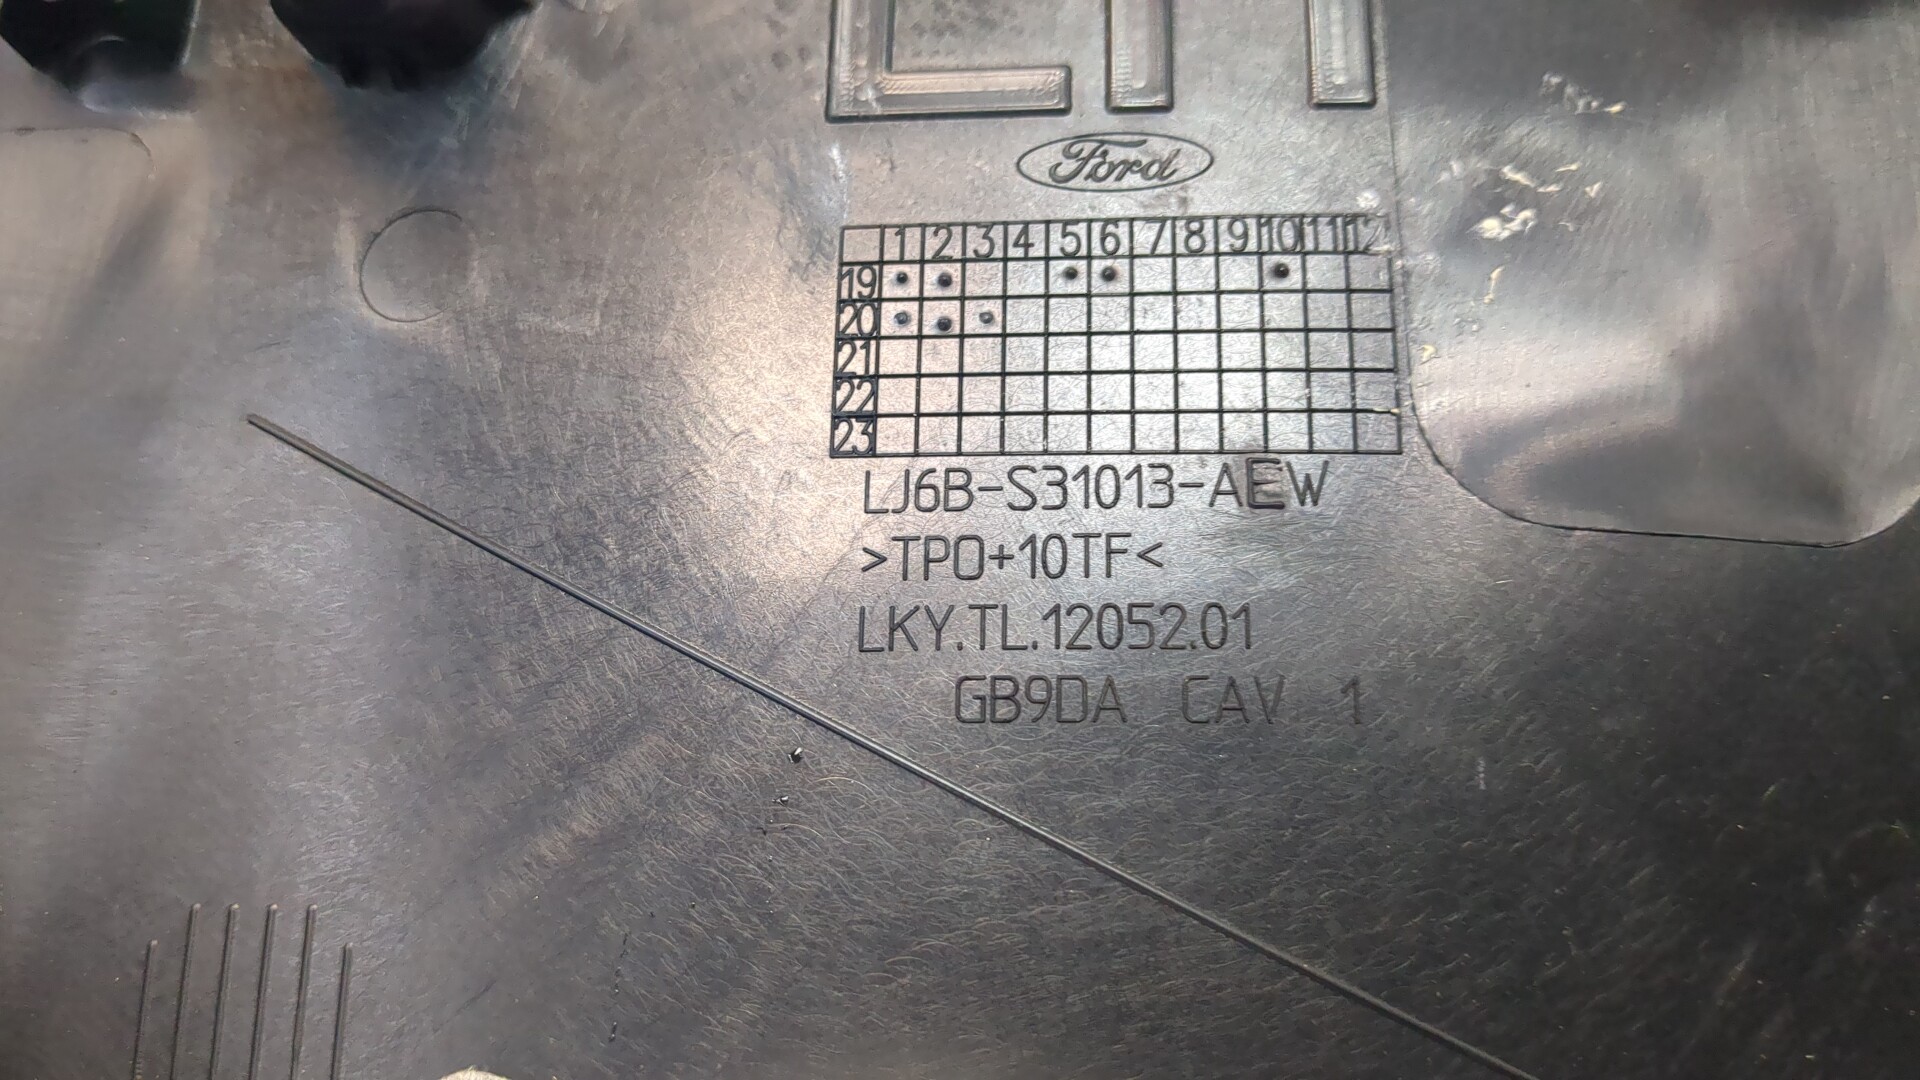 Ford
1 2 3 4 5 6 7 8 9 10 11 12
19
20
21
22
23
LJ6B-S31013-AEW
>TPO+10TF<
LKY.TL.12052.01
GB9DA CAV 1